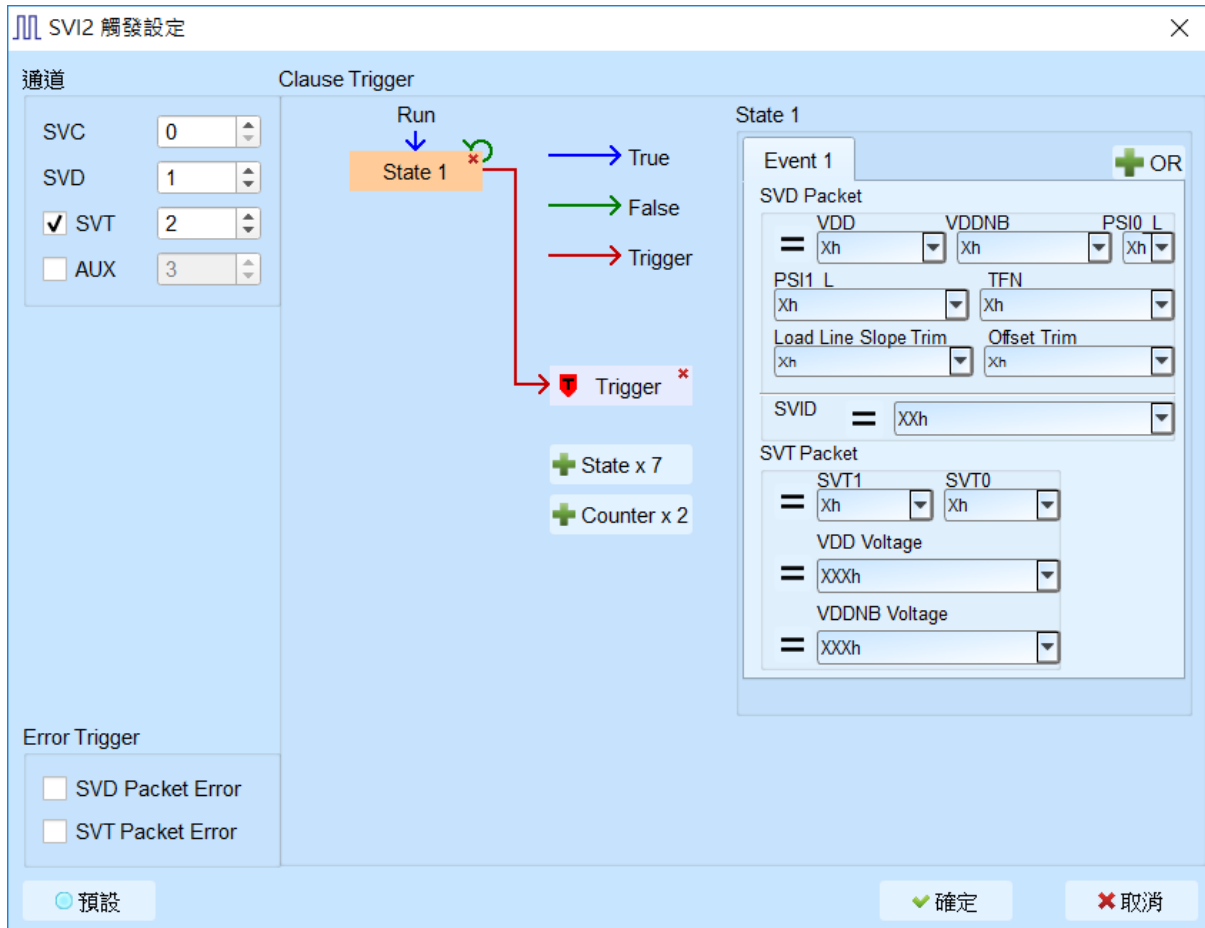 SVI2 觸發設定
通道
SVC 0
SVD 1
SVT 2
AUX 3
Clause Trigger
Run
State 1
True
False
Trigger
Trigger
State x 7
Counter x 2
State 1
Event 1
OR
SVD Packet
VDD VDDNB PSI0_L
= Xh Xh Xh
PSI1_L TFN
Xh Xh
Load Line Slope Trim Offset Trim
Xh Xh
SVID = XXh
SVT Packet
SVT1 SVT0
= Xh Xh
VDD Voltage
= XXXh
VDDNB Voltage
= XXXh
Error Trigger
SVD Packet Error
SVT Packet Error
預設
確定
取消